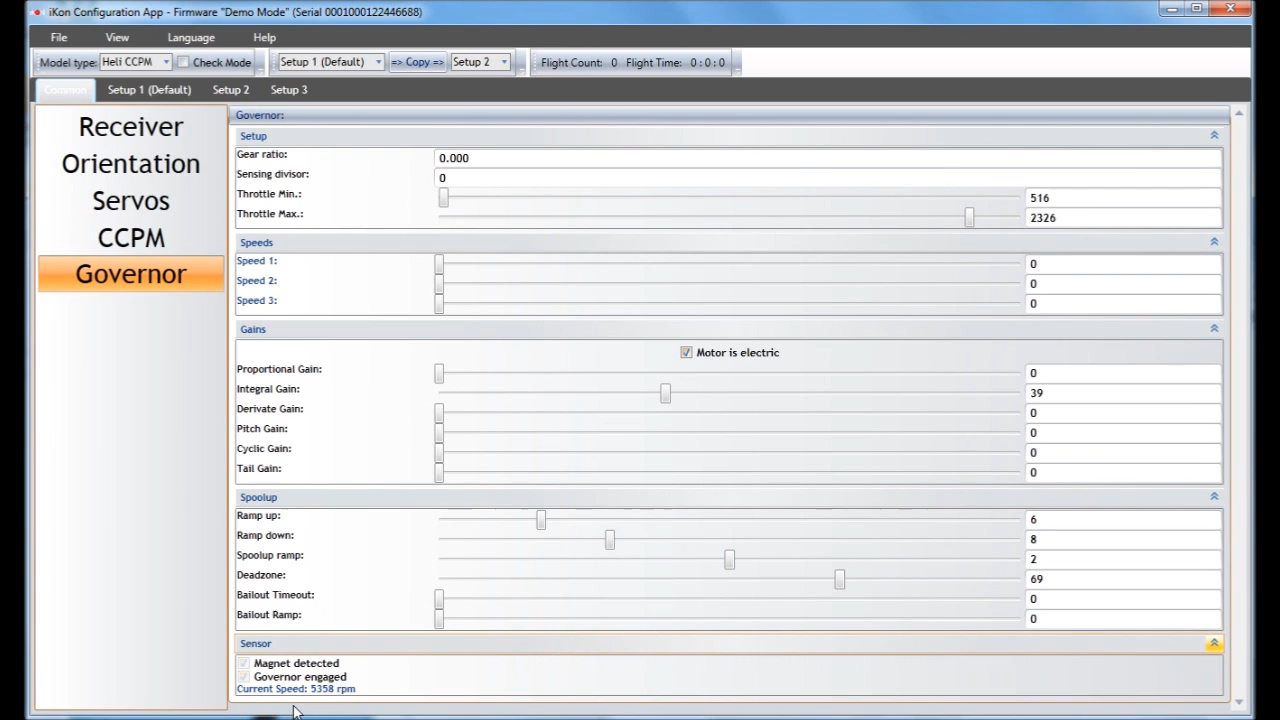 iKon Configuration App - Firmware "Demo Mode" (Serial 0001000122446688)
File View Language Help
Model type: Heli CCPM Check Mode Setup 1 (Default) => Copy => Setup 2 Flight Count: 0 Flight Time: 0 : 0 : 0
Common Setup 1 (Default) Setup 2 Setup 3
Receiver
Orientation
Servos
CCPM
Governor
Governor:
Setup
Gear ratio: 0.000
Sensing divisor: 0
Throttle Min.: 516
Throttle Max.: 2326
Speeds
Speed 1: 0
Speed 2: 0
Speed 3: 0
Gains
Motor is electric
Proportional Gain: 0
Integral Gain: 39
Derivate Gain: 0
Pitch Gain: 0
Cyclic Gain: 0
Tail Gain: 0
Spoolup
Ramp up: 6
Ramp down: 8
Spoolup ramp: 2
Deadzone: 69
Bailout Timeout: 0
Bailout Ramp: 0
Sensor
Magnet detected
Governor engaged
Current Speed: 5358 rpm